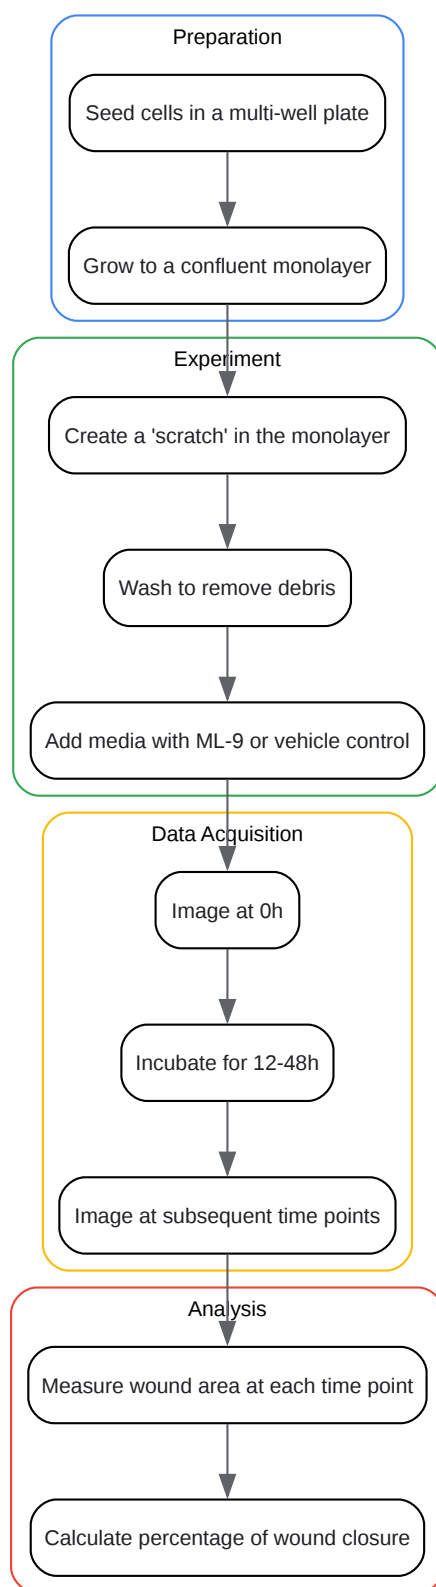 Preparation
Seed cells in a multi-well plate
Grow to a confluent monolayer
Experiment
Create a 'scratch' in the monolayer
Wash to remove debris
Add media with ML-9 or vehicle control
Data Acquisition
Image at 0h
Incubate for 12-48h
Image at subsequent time points
Analysis
Measure wound area at each time point
Calculate percentage of wound closure